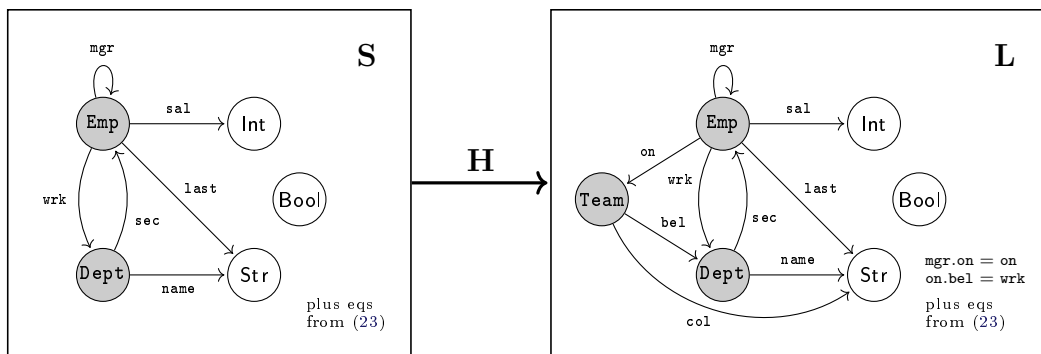 S
mgr
Emp
sal
Int
wrk
last
Bool
sec
Dept
name
Str
plus eqs
from (23)
H
L
mgr
Emp
sal
Int
on
wrk
last
Team
Bool
bel
sec
Dept
name
Str
col
mgr.on = on
on.bel = wrk
plus eqs
from (23)